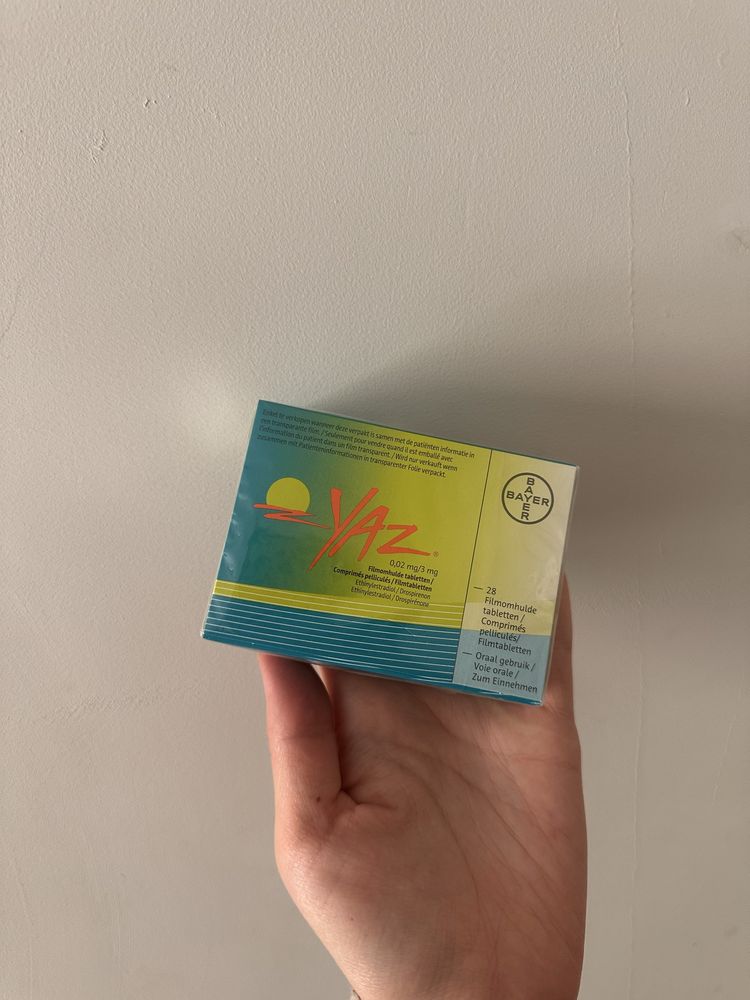 Enkel te verkopen wanneer deze verpakt is samen met de patiënten informatie in
een transparante film / Seulement pour vendre quand il est emballé avec
l'information du patient dans un film transparent. / Wird nur verkauft wenn
zusammen mit Patienteninformationen in transparenter Folie verpackt.
YAZ®
0,02 mg/3 mg
Filmomhulde tabletten /
Comprimés pelliculés / Filmtabletten
Ethinylestradiol / Drospirenon
Ethinylestradiol / Drospirénone
BAYER
BAYER
— 28
Filmomhulde
tabletten /
Comprimés
pelliculés/
Filmtabletten
— Oraal gebruik /
Voie orale /
Zum Einnehmen